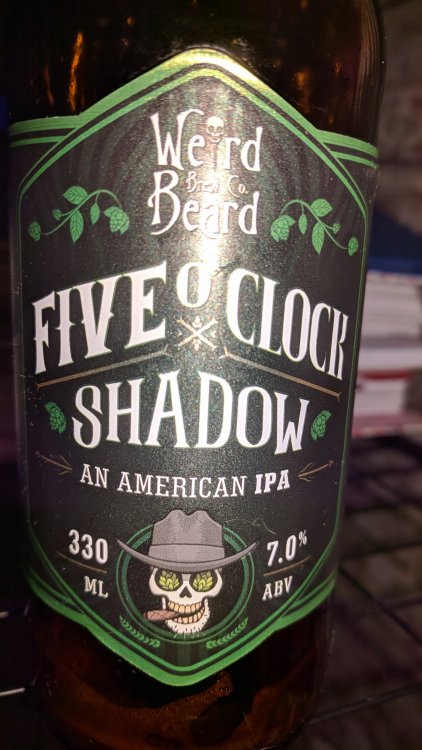 Weird
Brew Co.
Beard
FIVE O'CLOCK
SHADOW
AN AMERICAN IPA
330
ML
7.0%
ABV